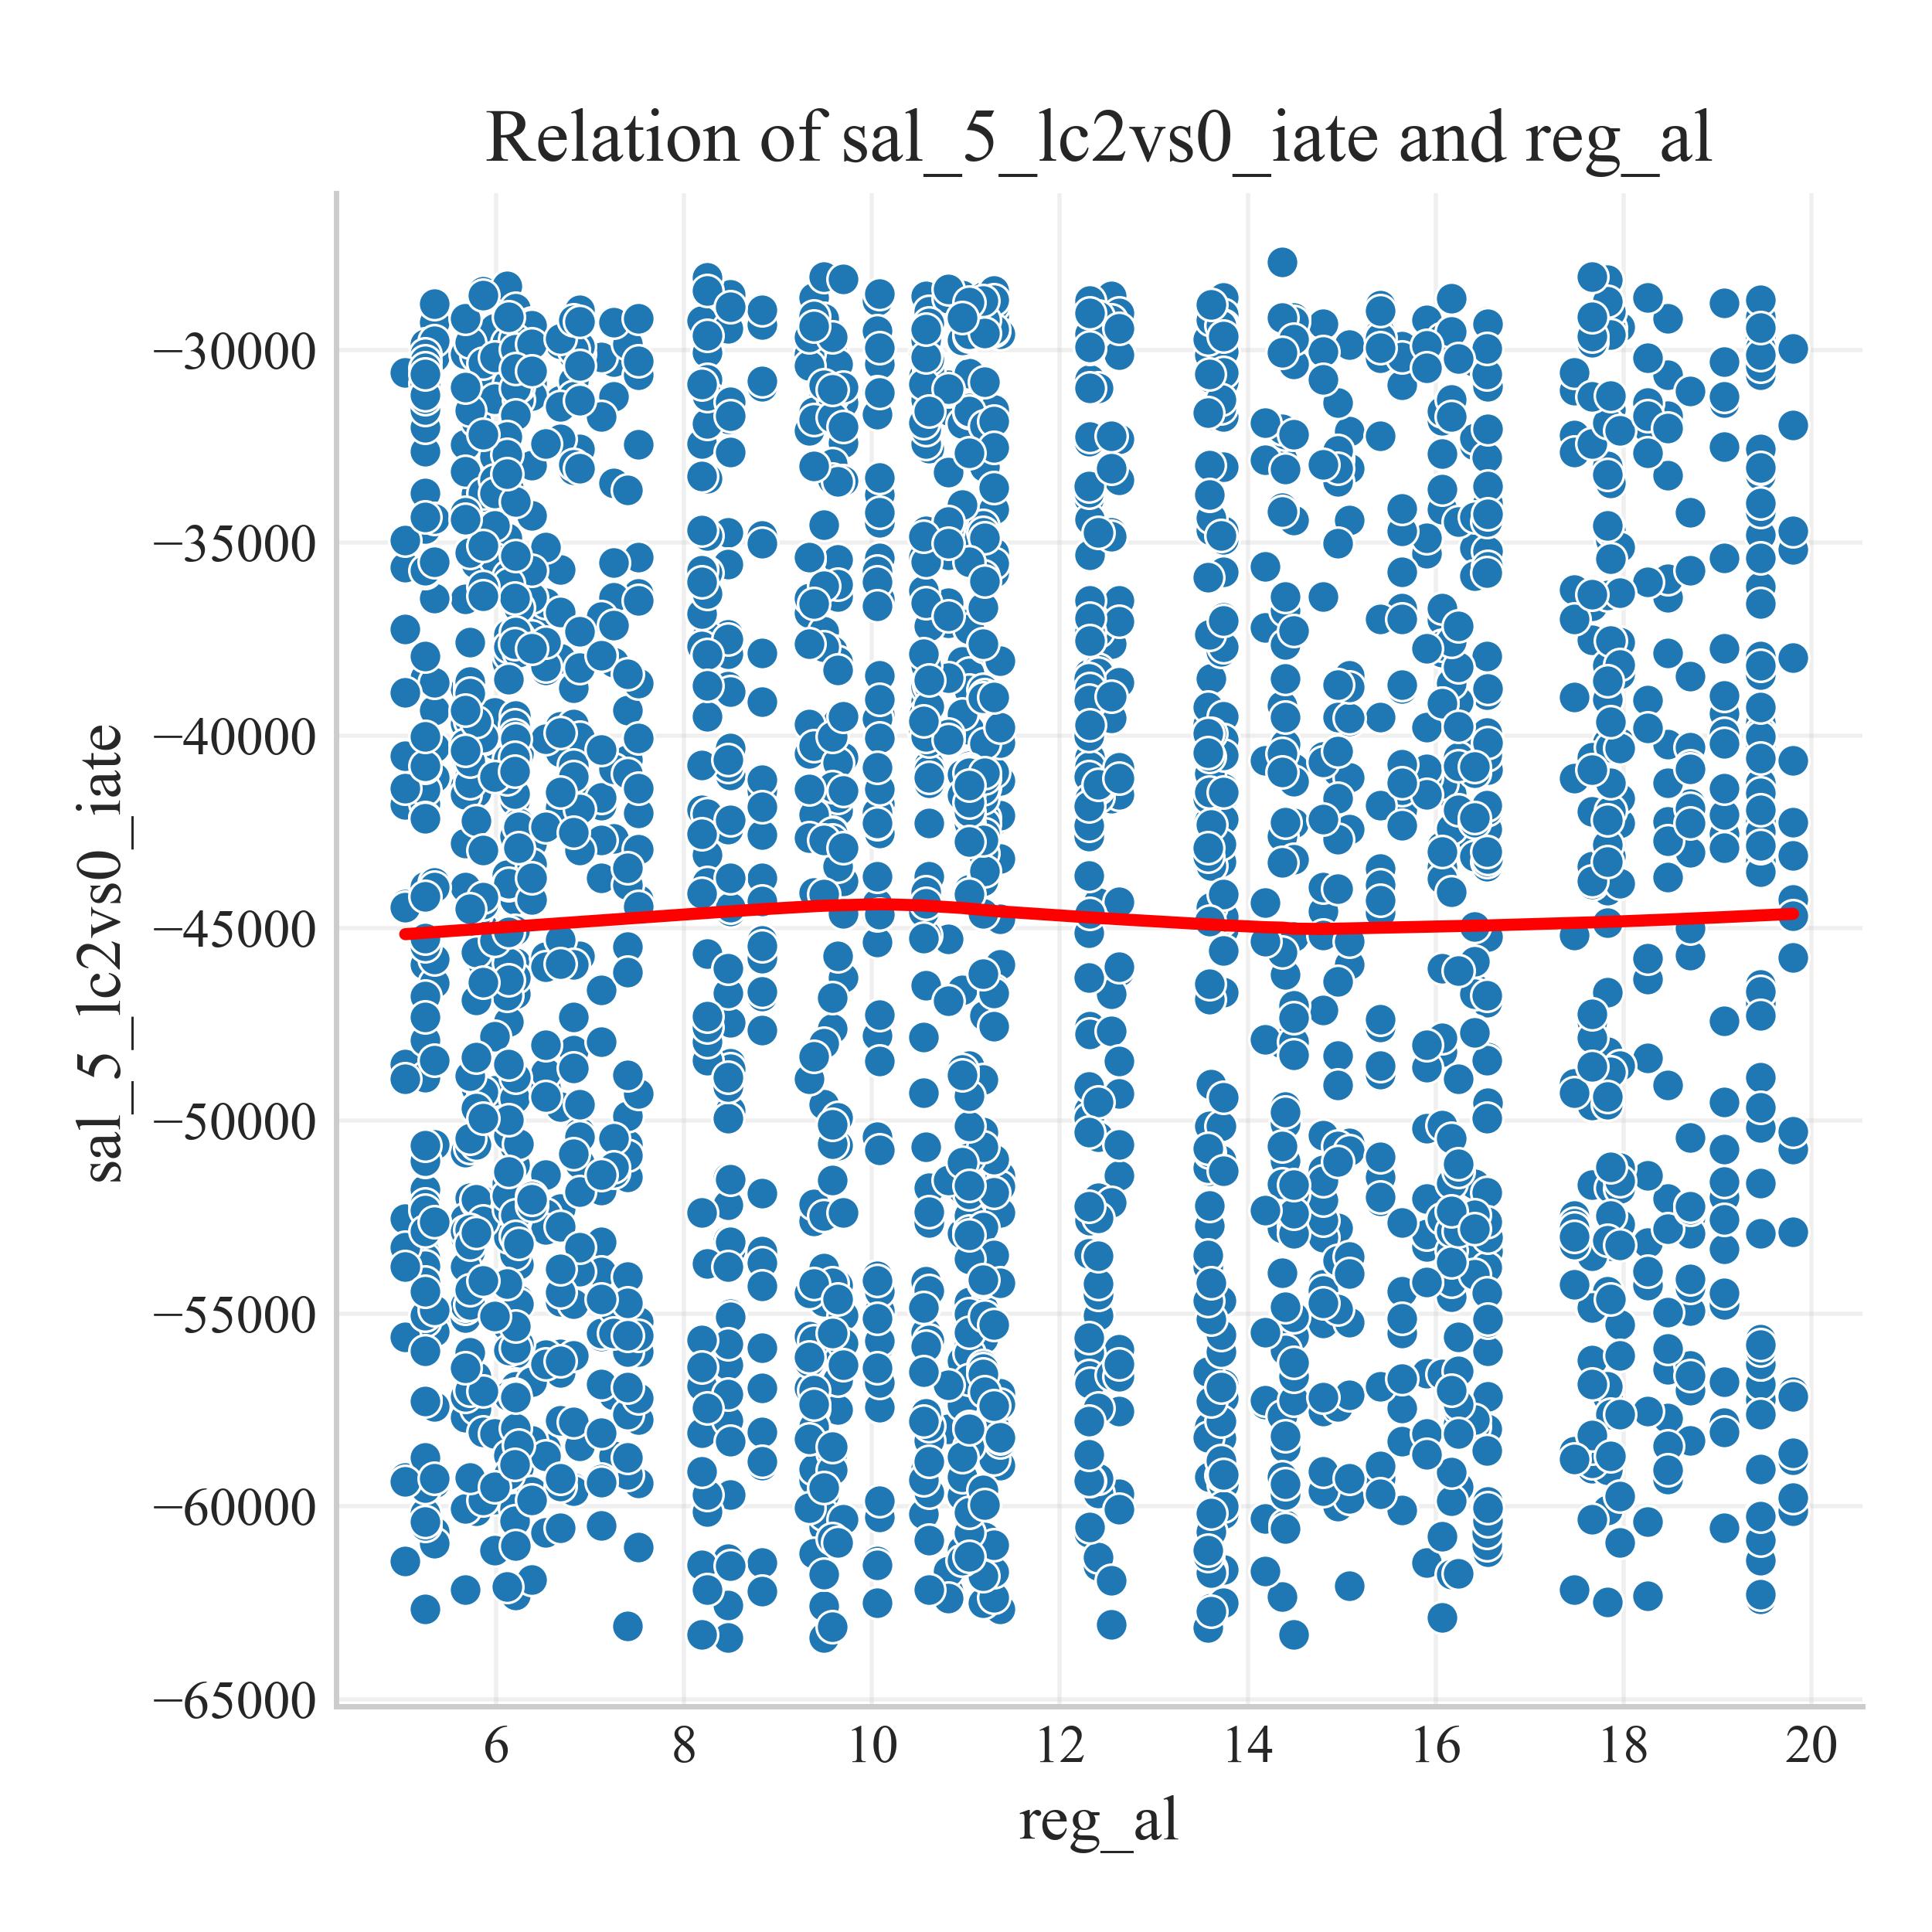 Relation of sal_5_lc2vs0_iate and reg_al
sal_5_lc2vs0_iate
−30000
−35000
−40000
−45000
−50000
−55000
−60000
−65000
6 8 10 12 14 16 18 20
reg_al